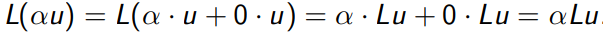 L(αu) = L(α · u + 0 · u) = α · Lu + 0 · Lu = αLu.